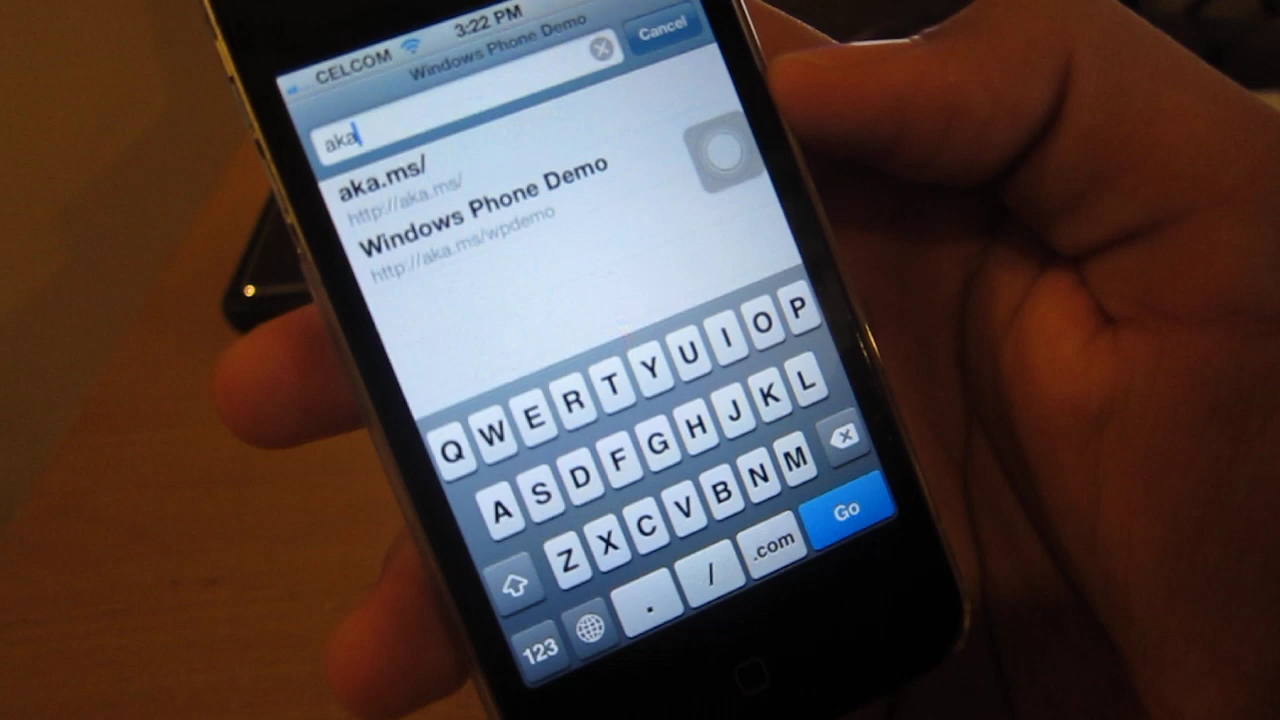 CELCOM 3:22 PM
Windows Phone Demo
aka
Cancel
aka.ms/
http://aka.ms/
Windows Phone Demo
http://aka.ms/wpdemo
Q W E R T Y U I O P
A S D F G H J K L
Z X C V B N M
123 . / .com Go